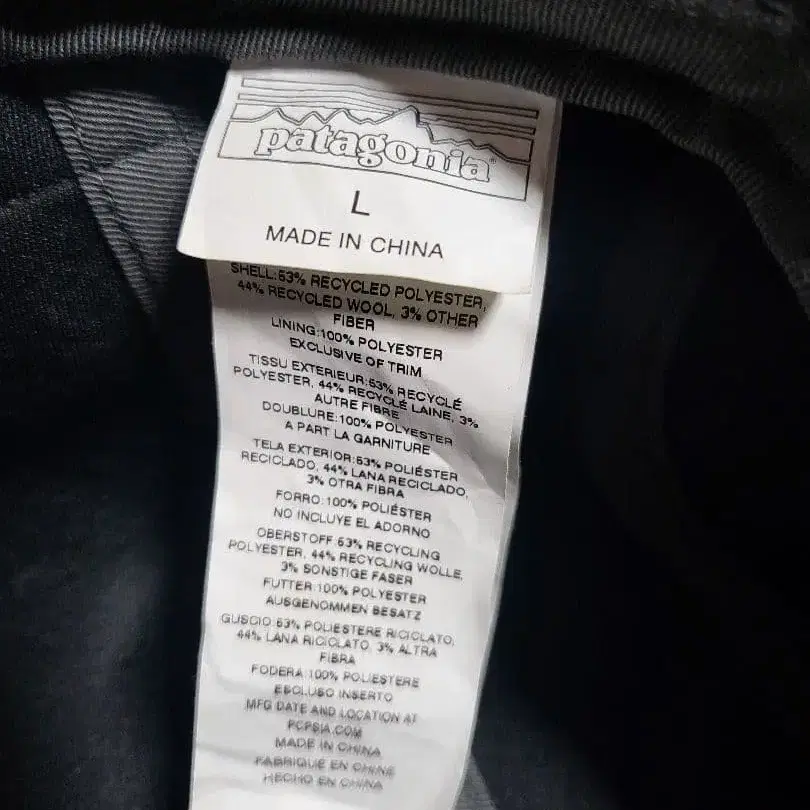 patagonia®
L
MADE IN CHINA
SHELL:53% RECYCLED POLYESTER,
44% RECYCLED WOOL, 3% OTHER
FIBER
LINING:100% POLYESTER
EXCLUSIVE OF TRIM
TISSU EXTERIEUR:53% RECYCLÉ
POLYESTER, 44% RECYCLÉ LAINE, 3%
AUTRE FIBRE
DOUBLURE:100% POLYESTER
A PART LA GARNITURE
TELA EXTERIOR:53% POLIÉSTER
RECICLADO, 44% LANA RECICLADO,
3% OTRA FIBRA
FORRO:100% POLIÉSTER
NO INCLUYE EL ADORNO
OBERSTOFF:53% RECYCLING
POLYESTER, 44% RECYCLING WOLLE,
3% SONSTIGE FASER
FUTTER:100% POLYESTER
AUSGENOMMEN BESATZ
GUSCIO:53% POLIESTERE RICICLATO,
44% LANA RICICLATO, 3% ALTRA
FIBRA
FODERA:100% POLIESTERE
ESCLUSO INSERTO
MFG DATE AND LOCATION AT
PCPSIA.COM
MADE IN CHINA
FABRIQUÉ EN CHINE
HECHO EN CHINA